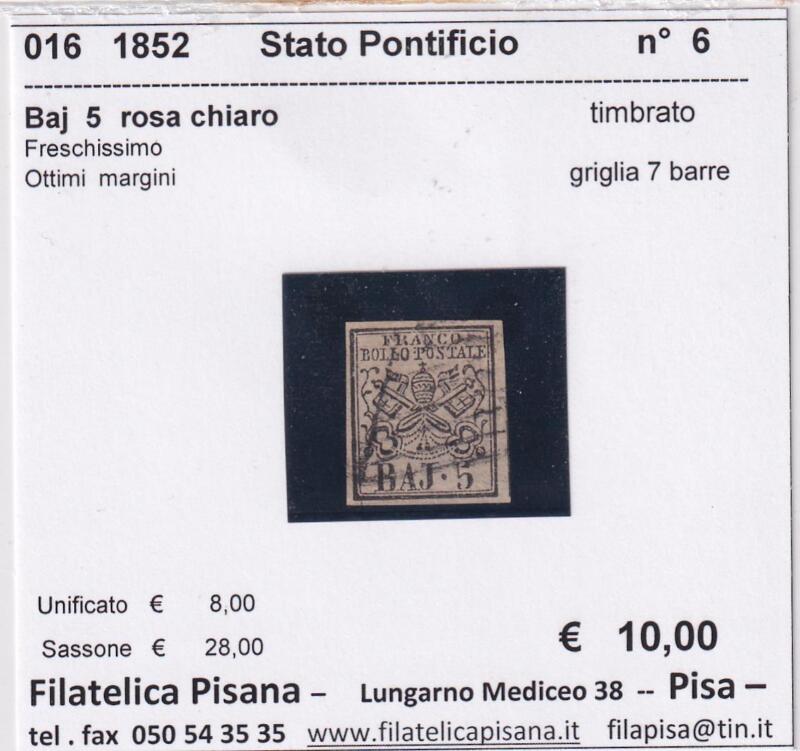 016 1852 Stato Pontificio n° 6
Baj 5 rosa chiaro timbrato
Freschissimo
Ottimi margini griglia 7 barre
FRANCO
BOLLO POSTALE
BAJ · 5
Unificato € 8,00
Sassone € 28,00 € 10,00
Filatelica Pisana – Lungarno Mediceo 38 -- Pisa –
tel . fax 050 54 35 35 www.filatelicapisana.it filapisa@tin.it